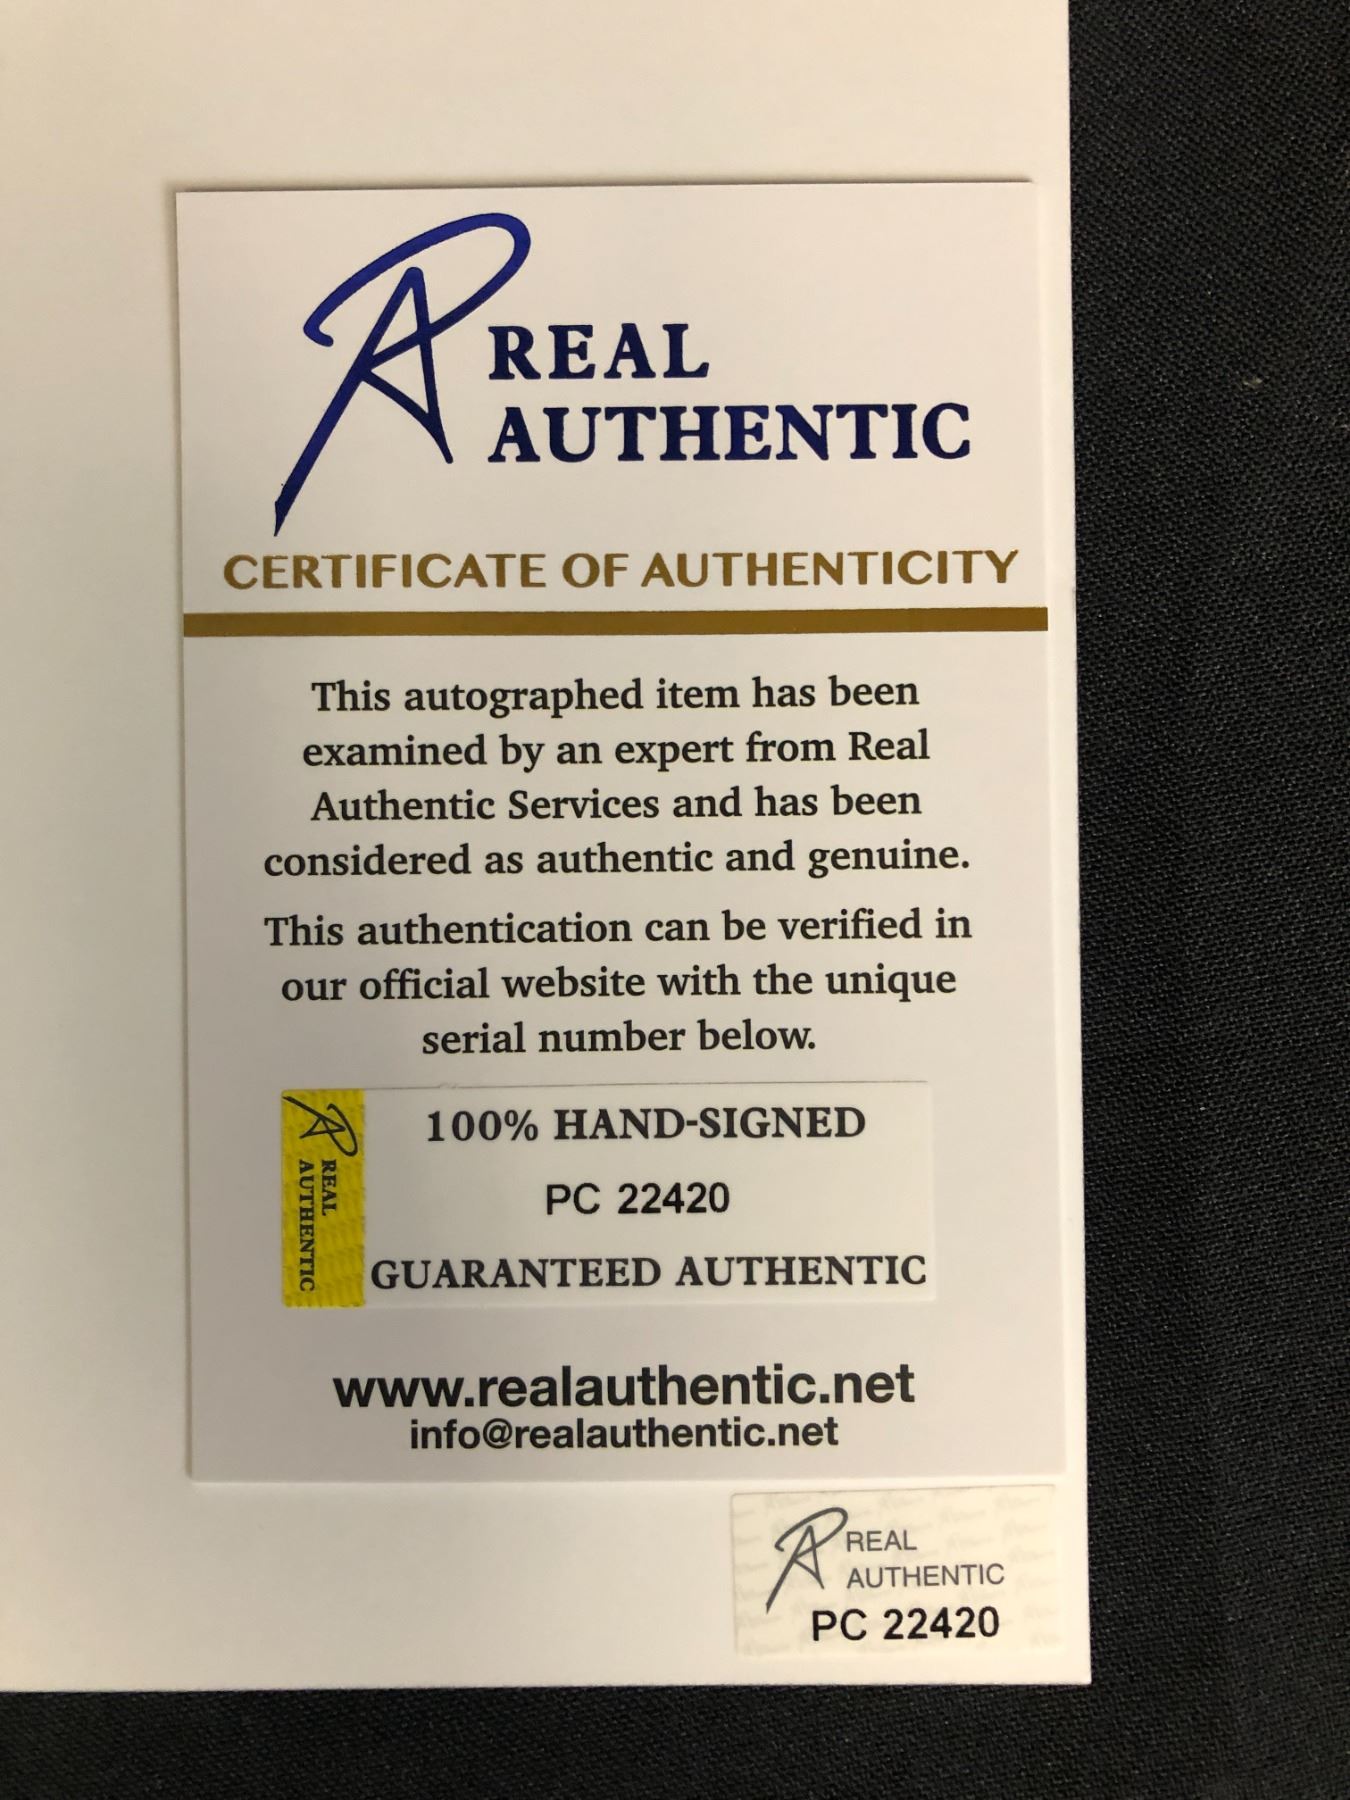 REAL
AUTHENTIC
CERTIFICATE OF AUTHENTICITY
This autographed item has been
examined by an expert from Real
Authentic Services and has been
considered as authentic and genuine.
This authentication can be verified in
our official website with the unique
serial number below.
REAL
AUTHENTIC
100% HAND-SIGNED
PC 22420
GUARANTEED AUTHENTIC
www.realauthentic.net
info@realauthentic.net
REAL
AUTHENTIC
PC 22420